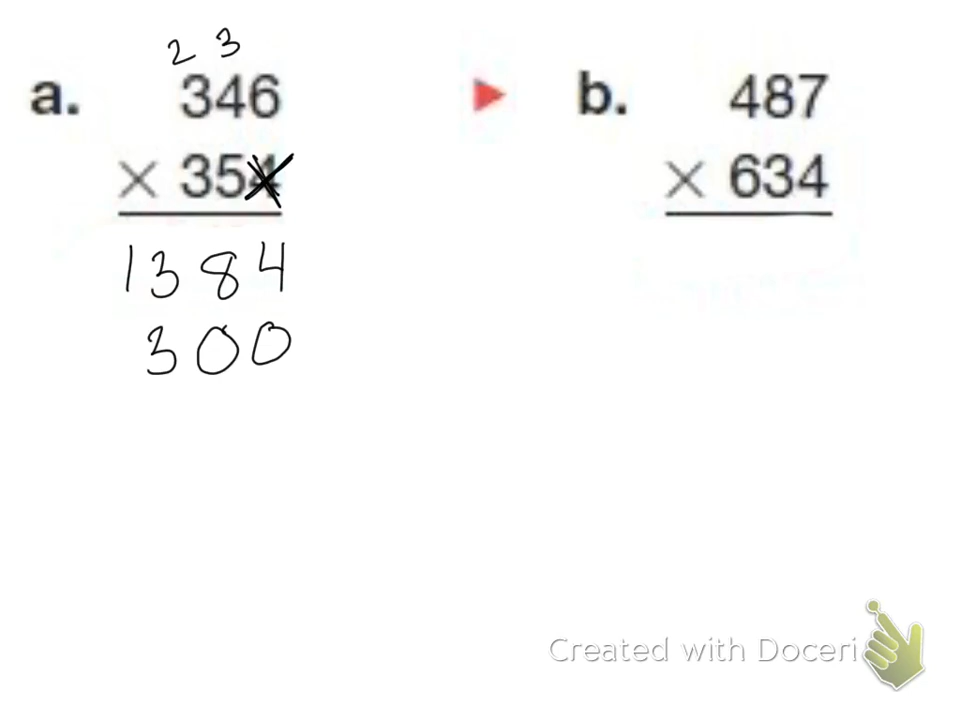 2 3
a. 346
× 354
1384
300
b. 487
× 634
Created with Doceri